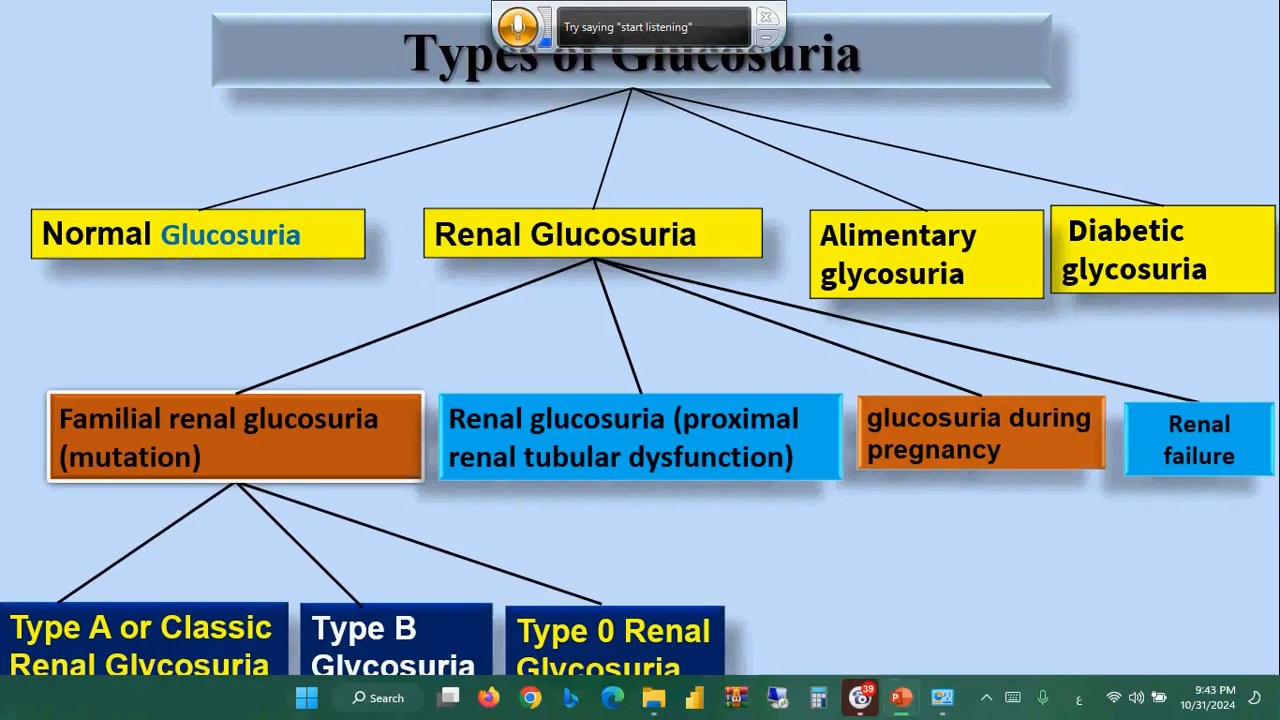 Try saying "start listening"
Types of Glucosuria
Normal Glucosuria
Renal Glucosuria
Alimentary
glycosuria
Diabetic
glycosuria
Familial renal glucosuria
(mutation)
Renal glucosuria (proximal
renal tubular dysfunction)
glucosuria during
pregnancy
Renal
failure
Type A or Classic
Renal Glycosuria
Type B
Glycosuria
Type 0 Renal
Glycosuria
Search
39
ع
9:43 PM
10/31/2024